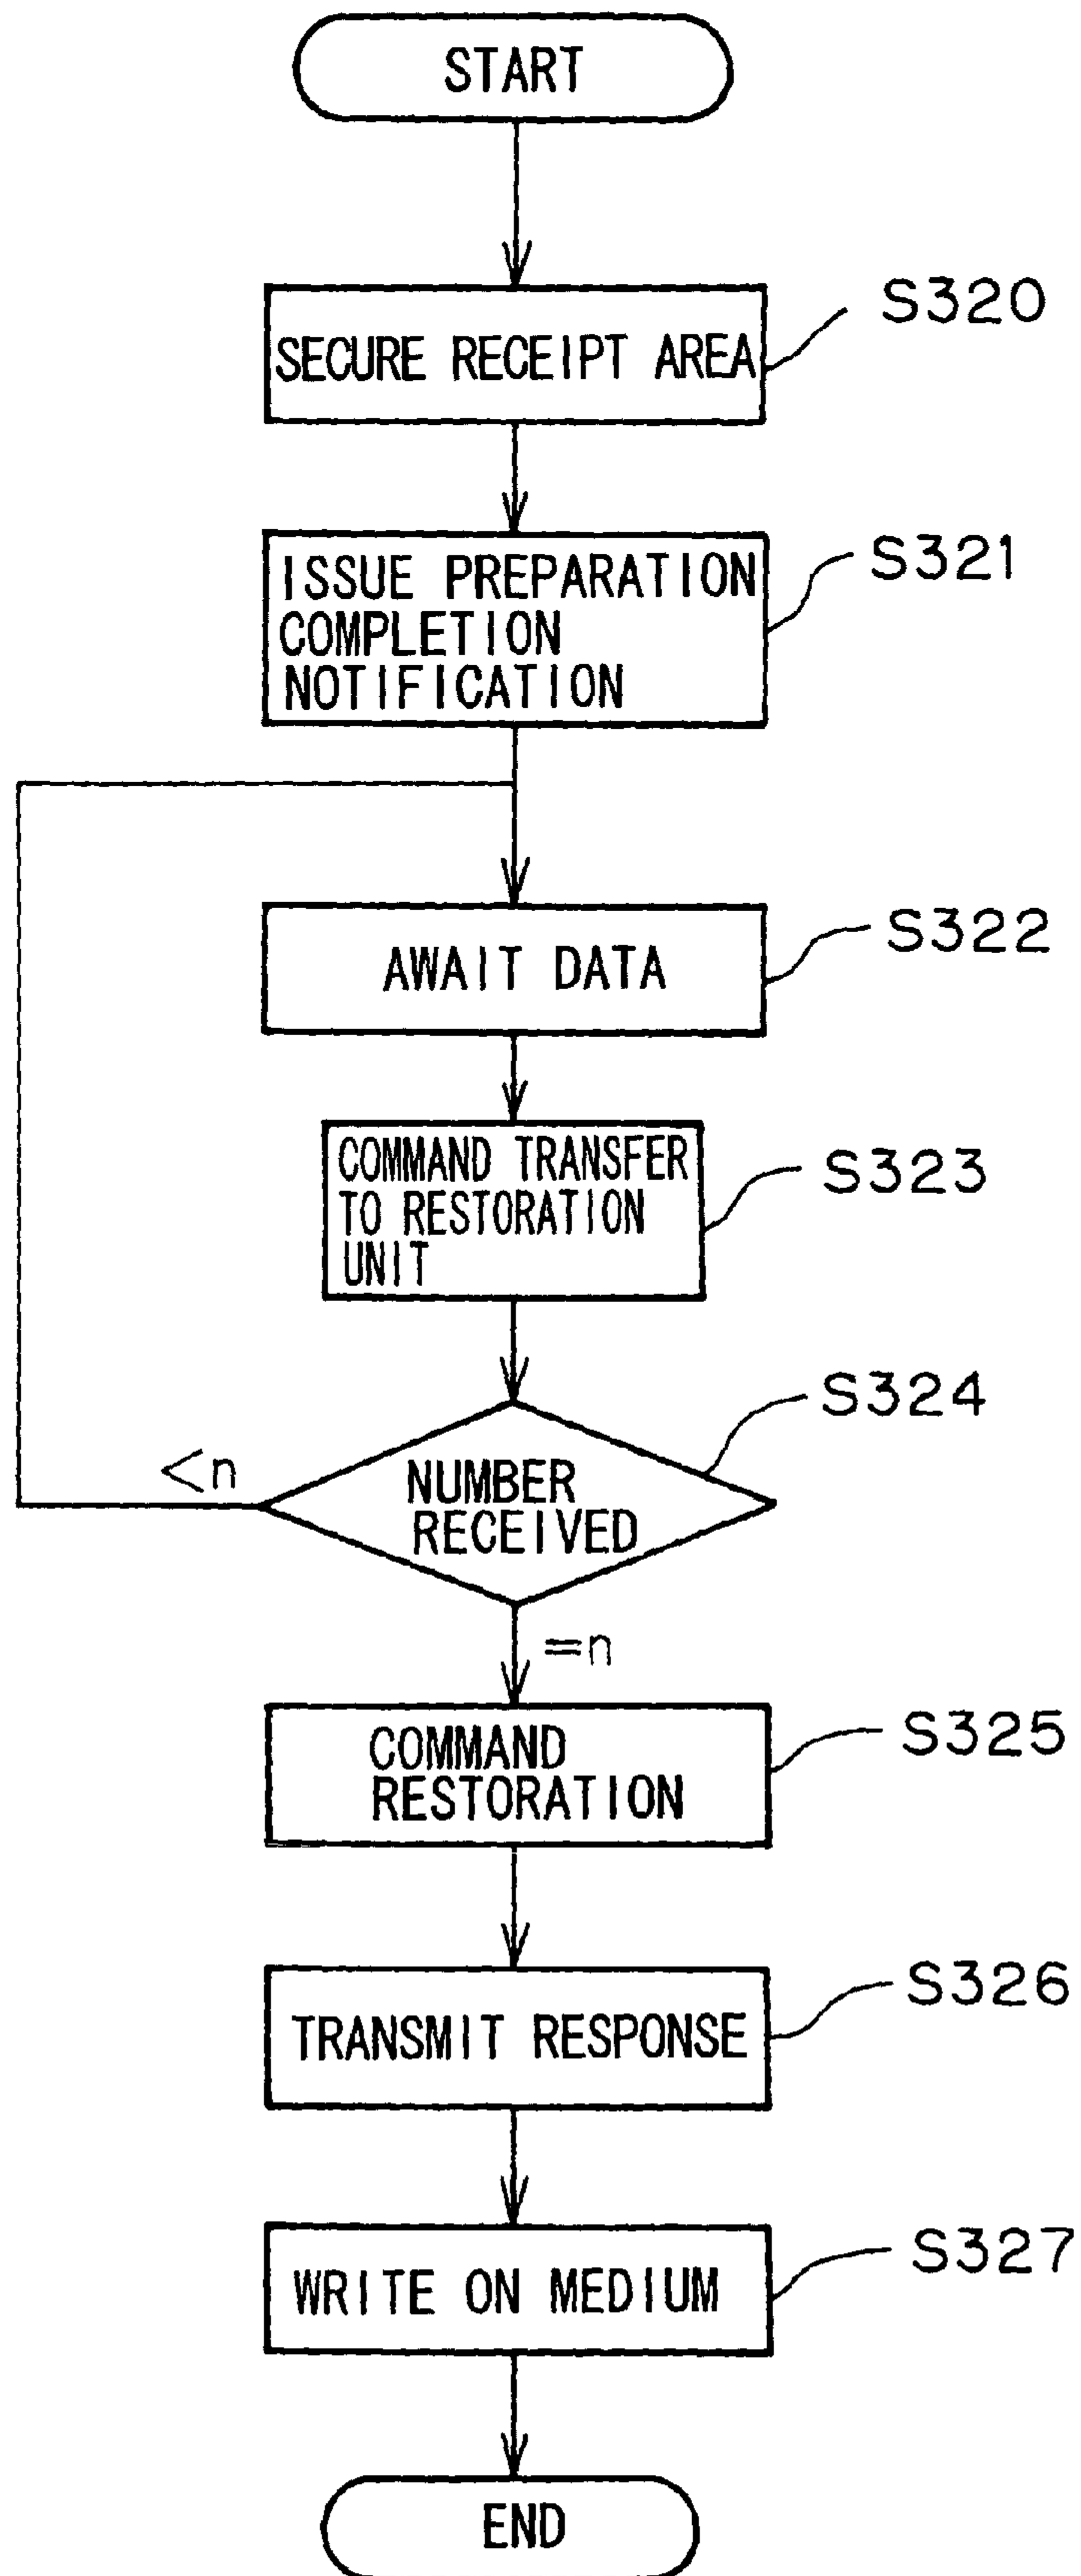 START
S320
SECURE RECEIPT AREA
S321
ISSUE PREPARATION
COMPLETION
NOTIFICATION
S322
AWAIT DATA
S323
COMMAND TRANSFER
TO RESTORATION
UNIT
S324
<n
NUMBER
RECEIVED
=n
S325
COMMAND
RESTORATION
S326
TRANSMIT RESPONSE
S327
WRITE ON MEDIUM
END